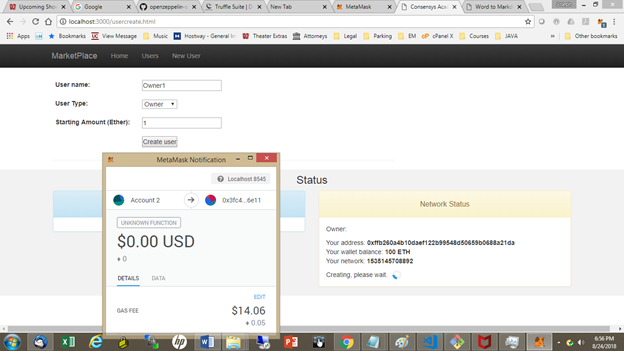 Upcoming Sho
Google
openzeppelin-s
Truffle Suite | Do
New Tab
MetaMask
Consensys Aca
Word to Marko
localhost:3000/usercreate.html
Apps
Bookmarks
View Message
Music
Hostway - General In
Theater Extras
Attorneys
Legal
Parking
EM
cPanel X
Courses
JAVA
»
Other bookmarks
MarketPlace
Home
Users
New User
User name:
Owner1
User Type:
Owner
Starting Amount (Ether):
1
Create user
MetaMask Notification
Localhost 8545
Account 2
0x3fc4...6e11
UNKNOWN FUNCTION
$0.00 USD
0
DETAILS
DATA
EDIT
GAS FEE
$14.06
0.05
Status
Network Status
Owner:
Your address: 0xffb260a4b10daef122b99548d50659b0688a21da
Your wallet balance: 100 ETH
Your network: 1535145708892
Creating, please wait.
6:56 PM
8/24/2018